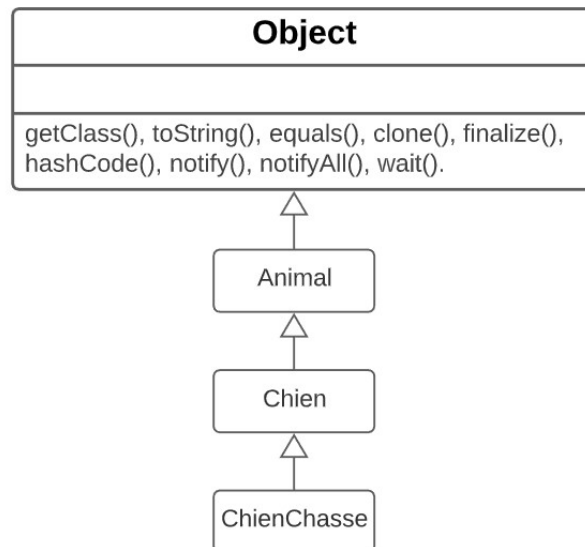 Object
getClass(), toString(), equals(), clone(), finalize(),
hashCode(), notify(), notifyAll(), wait().
Animal
Chien
ChienChasse